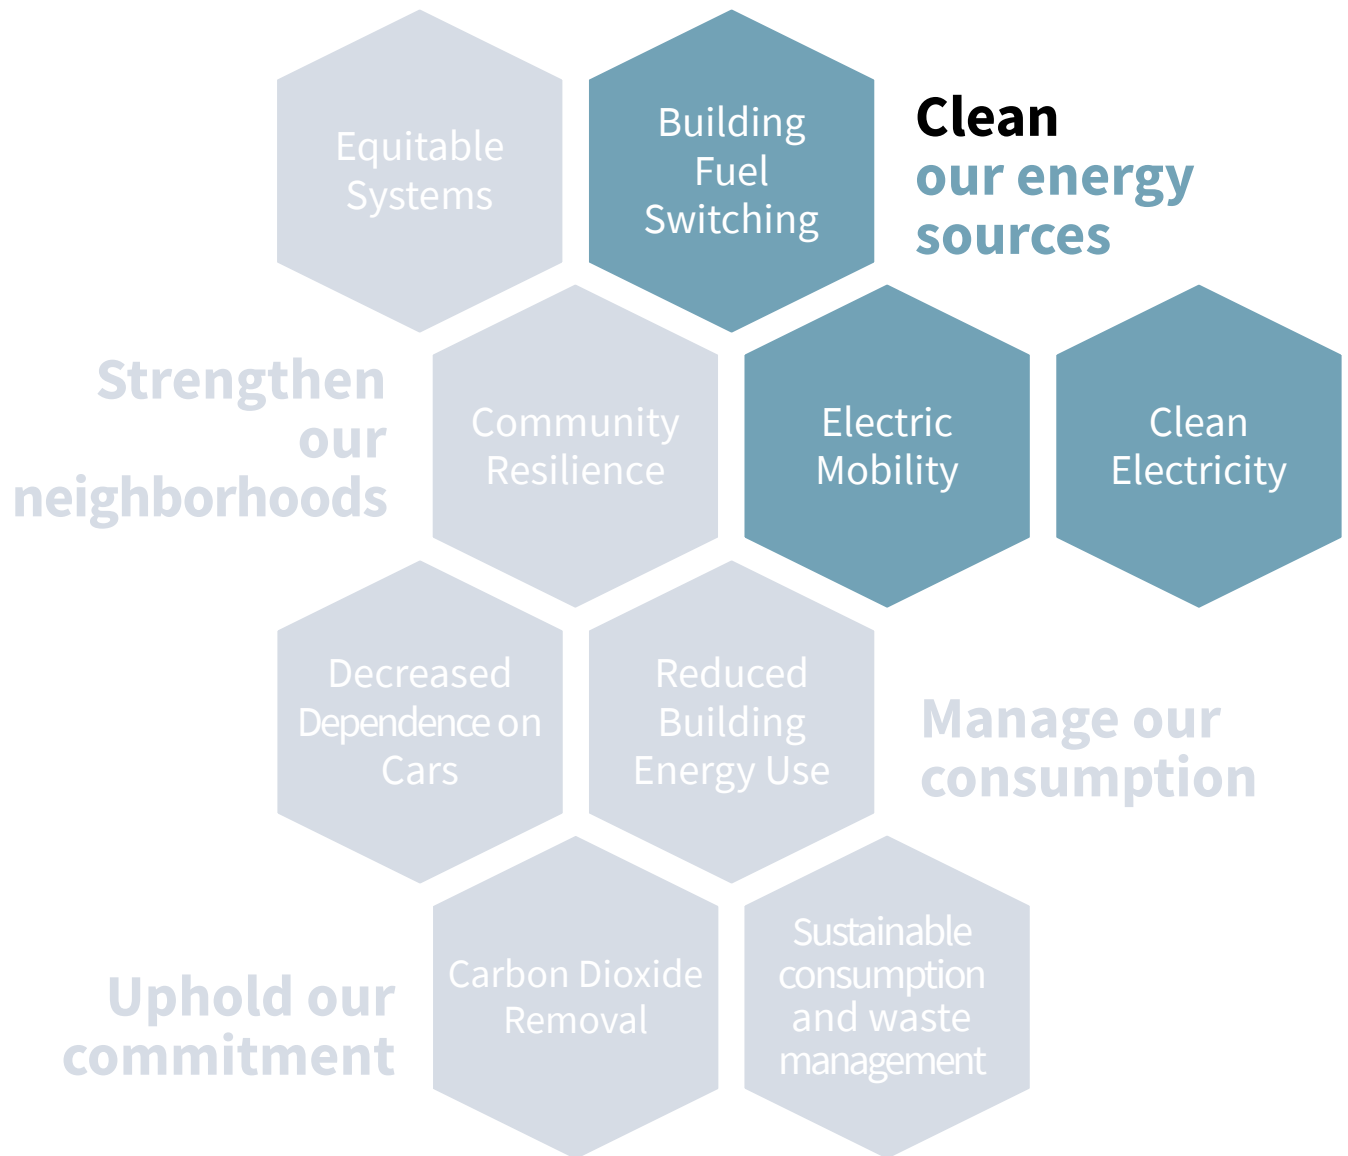 Equitable
Systems
Building
Fuel
Switching
Clean
our energy
sources
Strengthen
our
neighborhoods
Community
Resilience
Electric
Mobility
Clean
Electricity
Decreased
Dependence on
Cars
Reduced
Building
Energy Use
Manage our
consumption
Uphold our
commitment
Carbon Dioxide
Removal
Sustainable
consumption
and waste
management